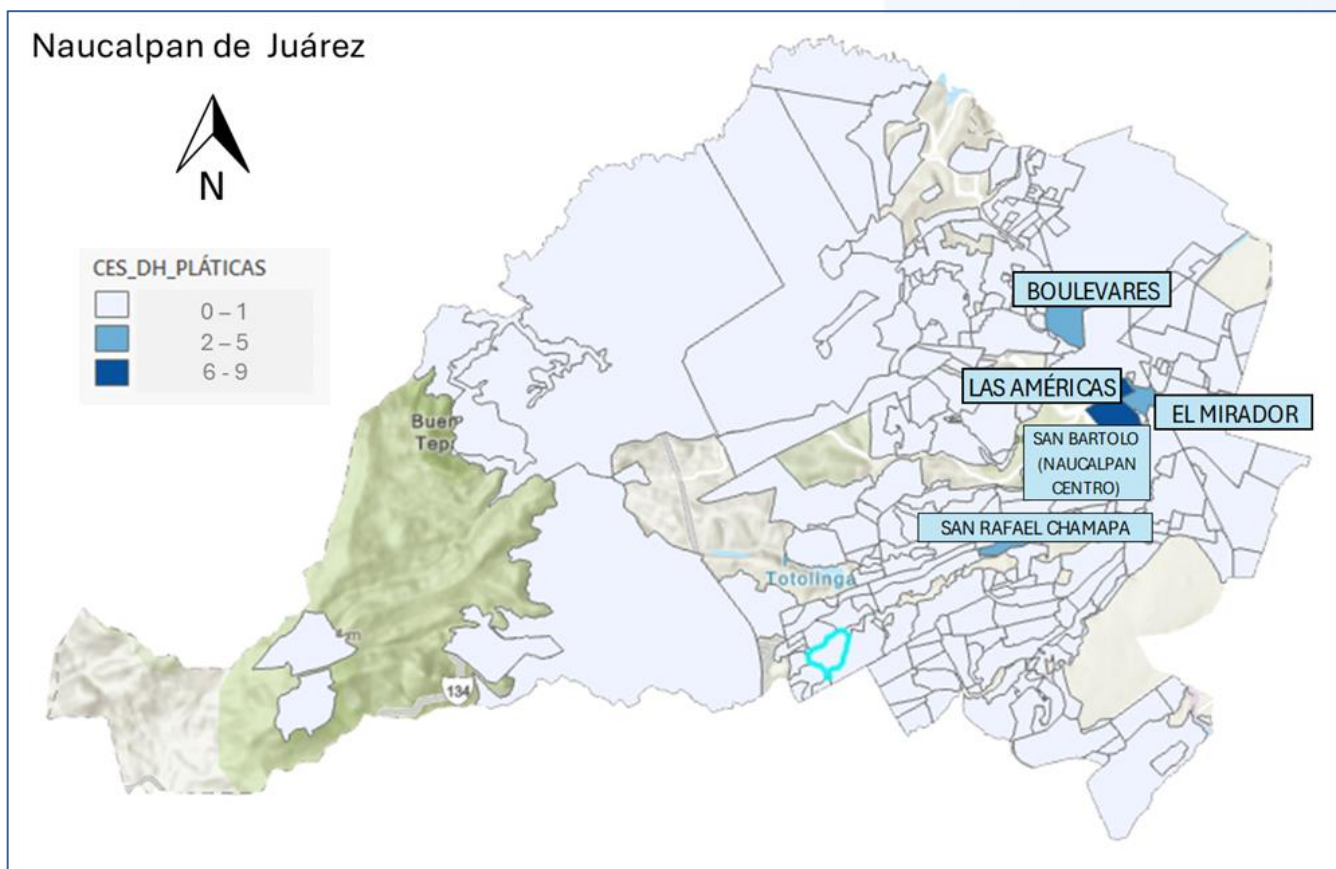 Naucalpan de Juárez
N
CES_DH_PLÁTICAS
0 – 1
2 – 5
6 - 9
BOULEVARES
LAS AMÉRICAS
EL MIRADOR
SAN BARTOLO
(NAUCALPAN
CENTRO)
SAN RAFAEL CHAMAPA
Totolinga
134